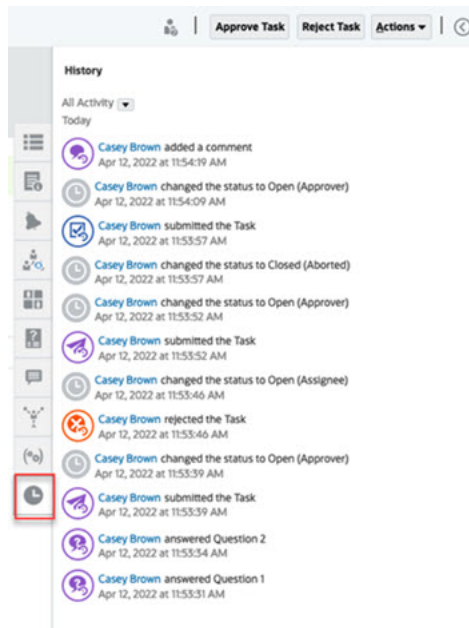 Approve Task Reject Task Actions
History
All Activity
Today
Casey Brown added a comment
Apr 12, 2022 at 11:54:19 AM
Casey Brown changed the status to Open (Approver)
Apr 12, 2022 at 11:54:09 AM
Casey Brown submitted the Task
Apr 12, 2022 at 11:53:57 AM
Casey Brown changed the status to Closed (Aborted)
Apr 12, 2022 at 11:53:57 AM
Casey Brown changed the status to Open (Approver)
Apr 12, 2022 at 11:53:52 AM
Casey Brown submitted the Task
Apr 12, 2022 at 11:53:52 AM
Casey Brown changed the status to Open (Assignee)
Apr 12, 2022 at 11:53:46 AM
Casey Brown rejected the Task
Apr 12, 2022 at 11:53:46 AM
Casey Brown changed the status to Open (Approver)
Apr 12, 2022 at 11:53:39 AM
Casey Brown submitted the Task
Apr 12, 2022 at 11:53:39 AM
Casey Brown answered Question 2
Apr 12, 2022 at 11:53:34 AM
Casey Brown answered Question 1
Apr 12, 2022 at 11:53:31 AM